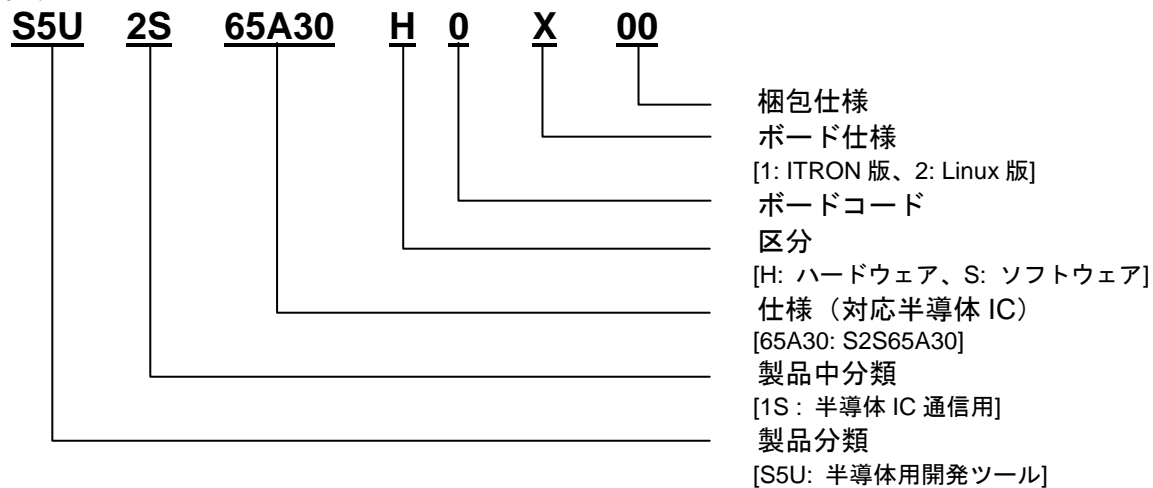 S5U 2S 65A30 H 0 X 00
梱包仕様
ボード仕様
[1: ITRON 版、2: Linux 版]
ボードコード
区分
[H: ハードウェア、S: ソフトウェア]
仕様（対応半導体 IC）
[65A30: S2S65A30]
製品中分類
[1S : 半導体 IC 通信用]
製品分類
[S5U: 半導体用開発ツール]